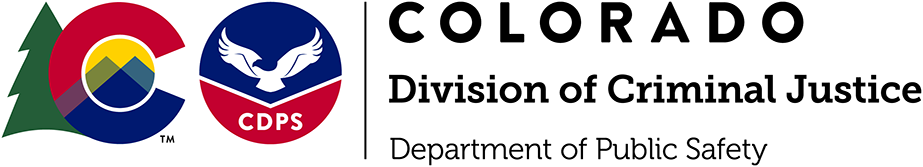 COLORADO
Division of Criminal Justice
Department of Public Safety
CDPS
TM